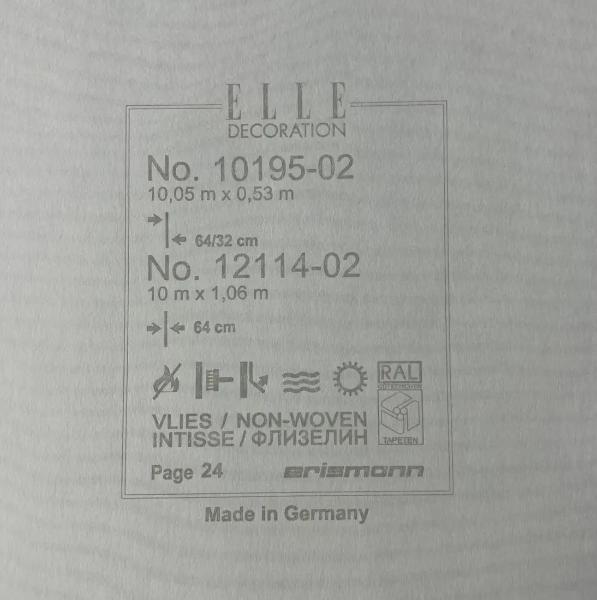 ELLE
DECORATION
No. 10195-02
10,05 m x 0,53 m
64/32 cm
No. 12114-02
10 m x 1,06 m
64 cm
RAL
GÜTEZEICHEN
TAPETEN
VLIES / NON-WOVEN
INTISSE / ФЛИЗЕЛИН
Page 24
erismann
Made in Germany